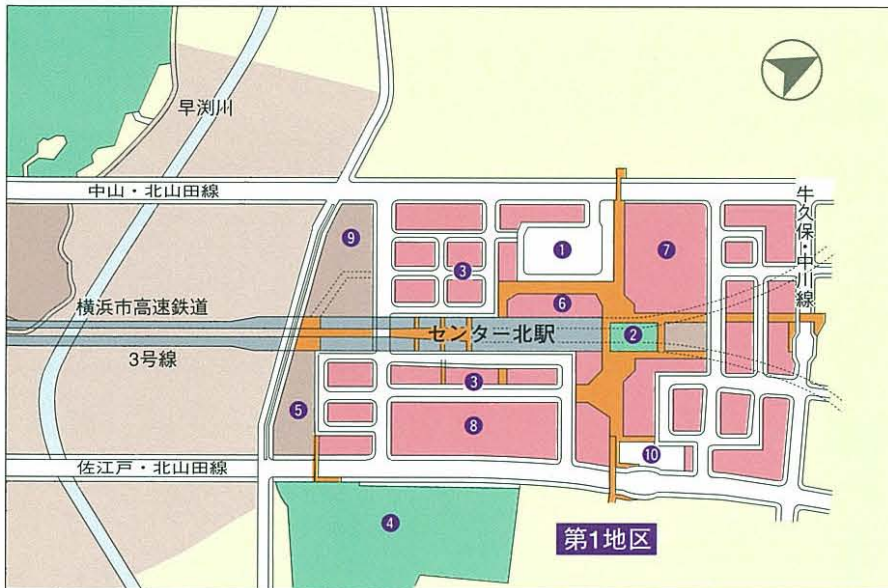 早渕川
中山・北山田線
牛久保・中川線
9
1
7
3
6
横浜市高速鉄道
センター北駅
2
3号線
3
5
8
10
佐江戸・北山田線
4
第1地区